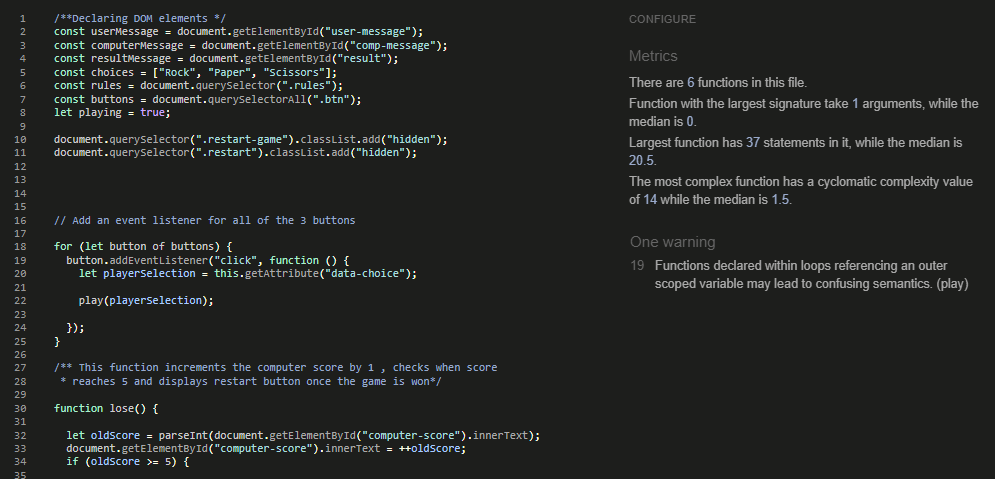 1 /**Declaring DOM elements */
2 const userMessage = document.getElementById("user-message");
3 const computerMessage = document.getElementById("comp-message");
4 const resultMessage = document.getElementById("result");
5 const choices = ["Rock", "Paper", "Scissors"];
6 const rules = document.querySelector(".rules");
7 const buttons = document.querySelectorAll(".btn");
8 let playing = true;
9
10 document.querySelector(".restart-game").classList.add("hidden");
11 document.querySelector(".restart").classList.add("hidden");
12
13
14
15
16 // Add an event listener for all of the 3 buttons
17
18 for (let button of buttons) {
19   button.addEventListener("click", function () {
20     let playerSelection = this.getAttribute("data-choice");
21
22     play(playerSelection);
23
24   });
25 }
26
27 /** This function increments the computer score by 1 , checks when score
28  * reaches 5 and displays restart button once the game is won*/
29
30 function lose() {
31
32   let oldScore = parseInt(document.getElementById("computer-score").innerText);
33   document.getElementById("computer-score").innerText = ++oldScore;
34   if (oldScore >= 5) {
35
CONFIGURE
Metrics
There are 6 functions in this file.
Function with the largest signature take 1 arguments, while the
median is 0.
Largest function has 37 statements in it, while the median is
20.5.
The most complex function has a cyclomatic complexity value
of 14 while the median is 1.5.
One warning
19 Functions declared within loops referencing an outer
scoped variable may lead to confusing semantics. (play)